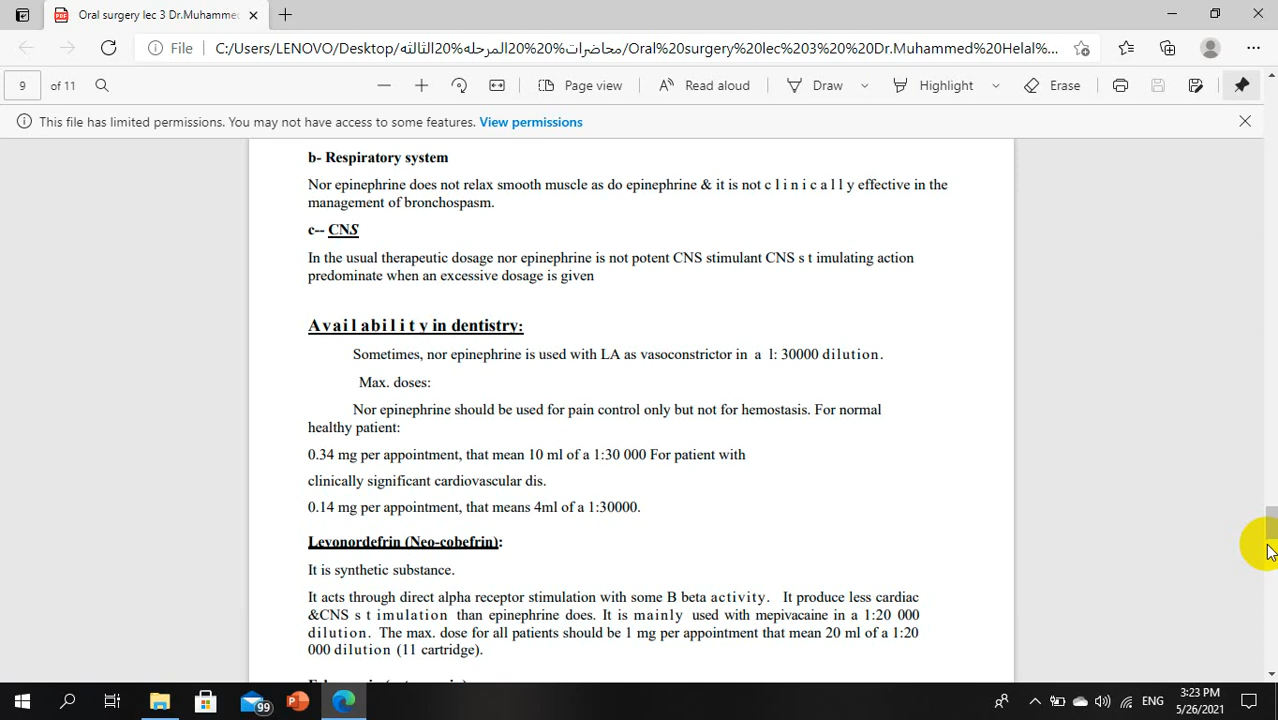 Oral surgery lec 3 Dr.Muhammed
File
C:/Users/LENOVO/Desktop/محاضرات%20%20المرحله%20الثالثه/Oral%20surgery%20lec%203%20%20Dr.Muhammed%20Helal%...
9 of 11
Page view
Read aloud
Draw
Highlight
Erase
This file has limited permissions. You may not have access to some features. View permissions
b- Respiratory system
Nor epinephrine does not relax smooth muscle as do epinephrine & it is not c l i n i c a l l y effective in the
management of bronchospasm.
c-- CNS
In the usual therapeutic dosage nor epinephrine is not potent CNS stimulant CNS s t imulating action
predominate when an excessive dosage is given
A v a i l a b i l i t y in dentistry:
Sometimes, nor epinephrine is used with LA as vasoconstrictor in a l: 30000 dilution.
Max. doses:
Nor epinephrine should be used for pain control only but not for hemostasis. For normal
healthy patient:
0.34 mg per appointment, that mean 10 ml of a 1:30 000 For patient with
clinically significant cardiovascular dis.
0.14 mg per appointment, that means 4ml of a 1:30000.
Levonordefrin (Neo-cobefrin):
It is synthetic substance.
It acts through direct alpha receptor stimulation with some B beta activity. It produce less cardiac
&CNS s t imulation than epinephrine does. It is mainly used with mepivacaine in a 1:20 000
dilution. The max. dose for all patients should be 1 mg per appointment that mean 20 ml of a 1:20
000 dilution (11 cartridge).
99
ENG
3:23 PM
5/26/2021